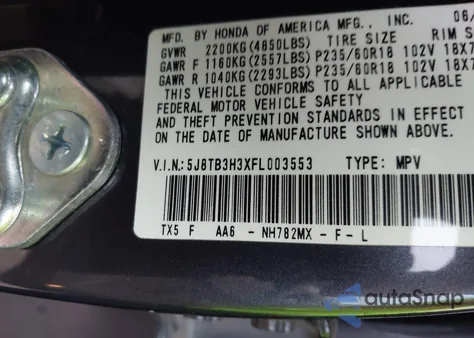 MFD. BY HONDA OF AMERICA MFG., INC. 06/
GVWR 2200KG(4850LBS) TIRE SIZE RIM S
GAWR F 1160KG(2557LBS) P235/60R18 102V 18X7
GAWR R 1040KG(2293LBS) P235/60R18 102V 18X7
THIS VEHICLE CONFORMS TO ALL APPLICABLE
FEDERAL MOTOR VEHICLE SAFETY
AND THEFT PREVENTION STANDARDS IN EFFECT
ON THE DATE OF MANUFACTURE SHOWN ABOVE.
V.I.N.:5J8TB3H3XFL003553 TYPE: MPV
TX5 F AA6 - NH782MX - F - L
autoSnap